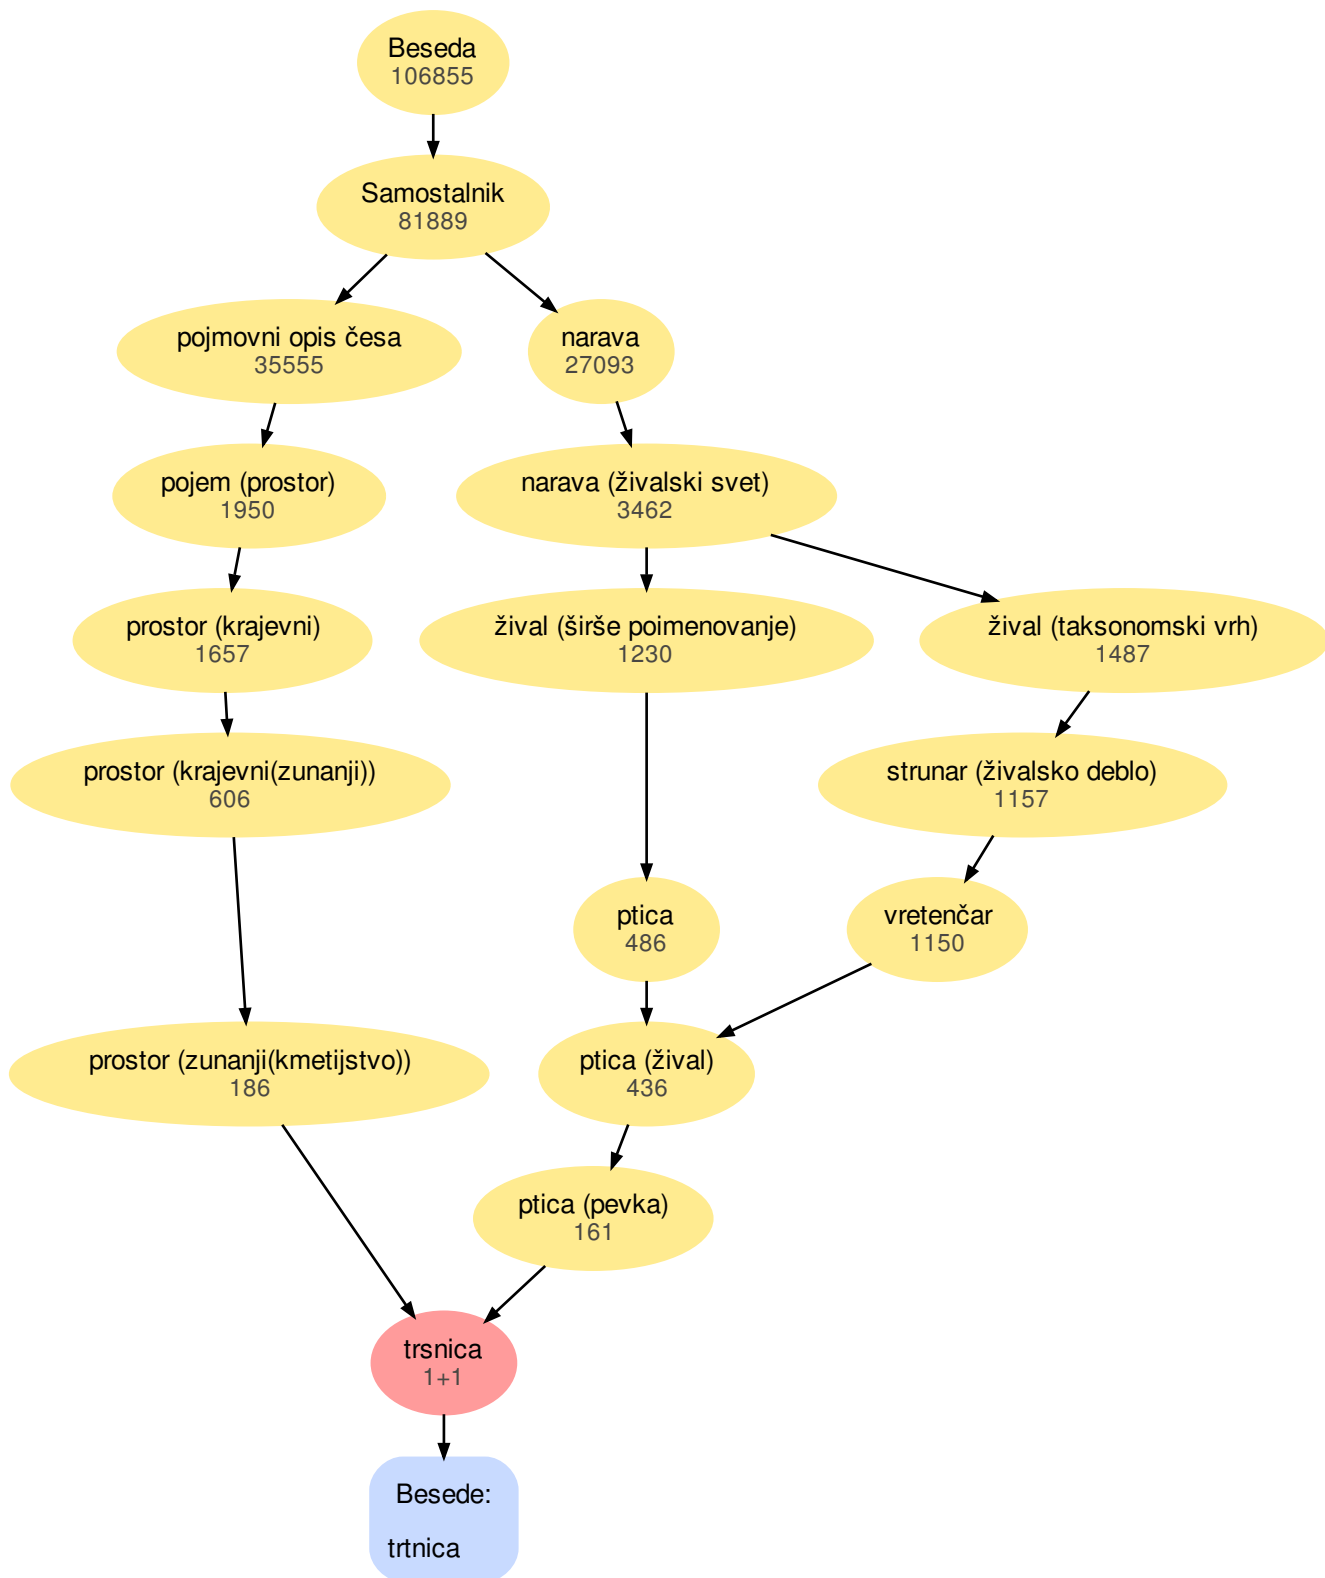 Beseda
106855
Samostalnik
81889
pojmovni opis česa
35555
narava
27093
pojem (prostor)
1950
narava (živalski svet)
3462
prostor (krajevni)
1657
žival (širše poimenovanje)
1230
žival (taksonomski vrh)
1487
prostor (krajevni(zunanji))
606
strunar (živalsko deblo)
1157
ptica
486
vretenčar
1150
prostor (zunanji(kmetijstvo))
186
ptica (žival)
436
ptica (pevka)
161
trsnica
1+1
Besede:
trtnica